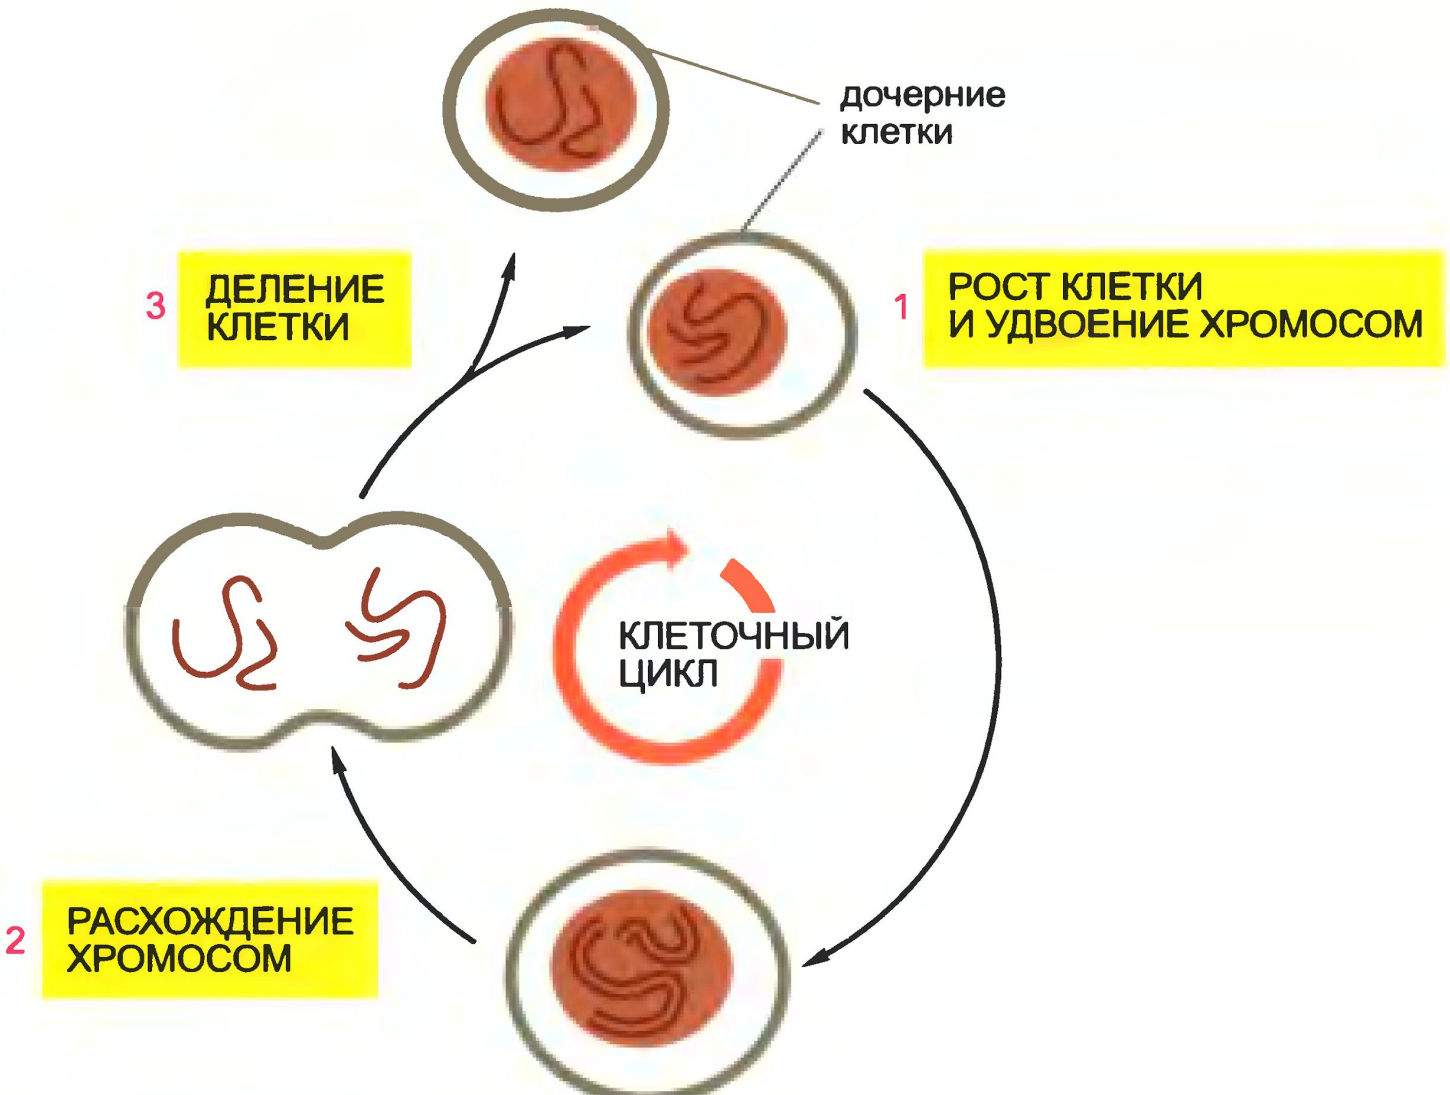 дочерние
клетки
3
ДЕЛЕНИЕ
КЛЕТКИ
1
РОСТ КЛЕТКИ
И УДВОЕНИЕ ХРОМОСОМ
КЛЕТОЧНЫЙ
ЦИКЛ
2
РАСХОЖДЕНИЕ
ХРОМОСОМ